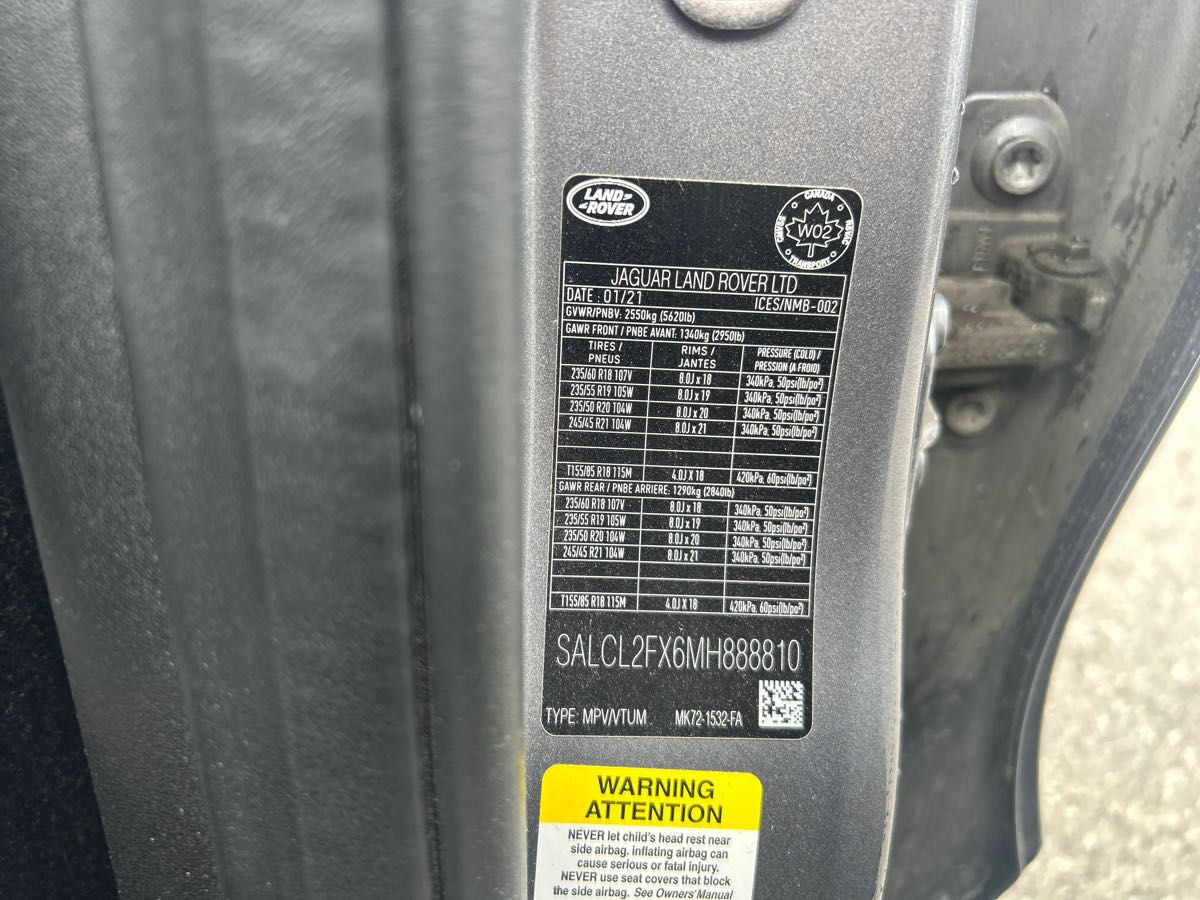 LAND
ROVER
CANADA
CMVSS
NSVAC
W02
TRANSPORT
JAGUAR LAND ROVER LTD
DATE : 01/21 ICES/NMB-002
GVWR/PNBV: 2550kg (5620lb)
GAWR FRONT / PNBE AVANT: 1340kg (2950lb)
TIRES / PNEUS RIMS / JANTES PRESSURE (COLD) / PRESSION (A FROID)
235/60 R18 107V 8.0J x 18 340kPa, 50psi(lb/po²)
235/55 R19 105W 8.0J x 19 340kPa, 50psi(lb/po²)
235/50 R20 104W 8.0J x 20 340kPa, 50psi(lb/po²)
245/45 R21 104W 8.0J x 21 340kPa, 50psi(lb/po²)
T155/85 R18 115M 4.0J X 18 420kPa, 60psi(lb/po²)
GAWR REAR / PNBE ARRIERE: 1290kg (2840lb)
235/60 R18 107V 8.0J x 18 340kPa, 50psi(lb/po²)
235/55 R19 105W 8.0J x 19 340kPa, 50psi(lb/po²)
235/50 R20 104W 8.0J x 20 340kPa, 50psi(lb/po²)
245/45 R21 104W 8.0J x 21 340kPa, 50psi(lb/po²)
T155/85 R18 115M 4.0J X 18 420kPa, 60psi(lb/po²)
SALCL2FX6MH888810
TYPE: MPV/VTUM MK72-1532-FA
WARNING
ATTENTION
NEVER let child's head rest near
side airbag. inflating airbag can
cause serious or fatal injury.
NEVER use seat covers that block
the side airbag. See Owners' Manual